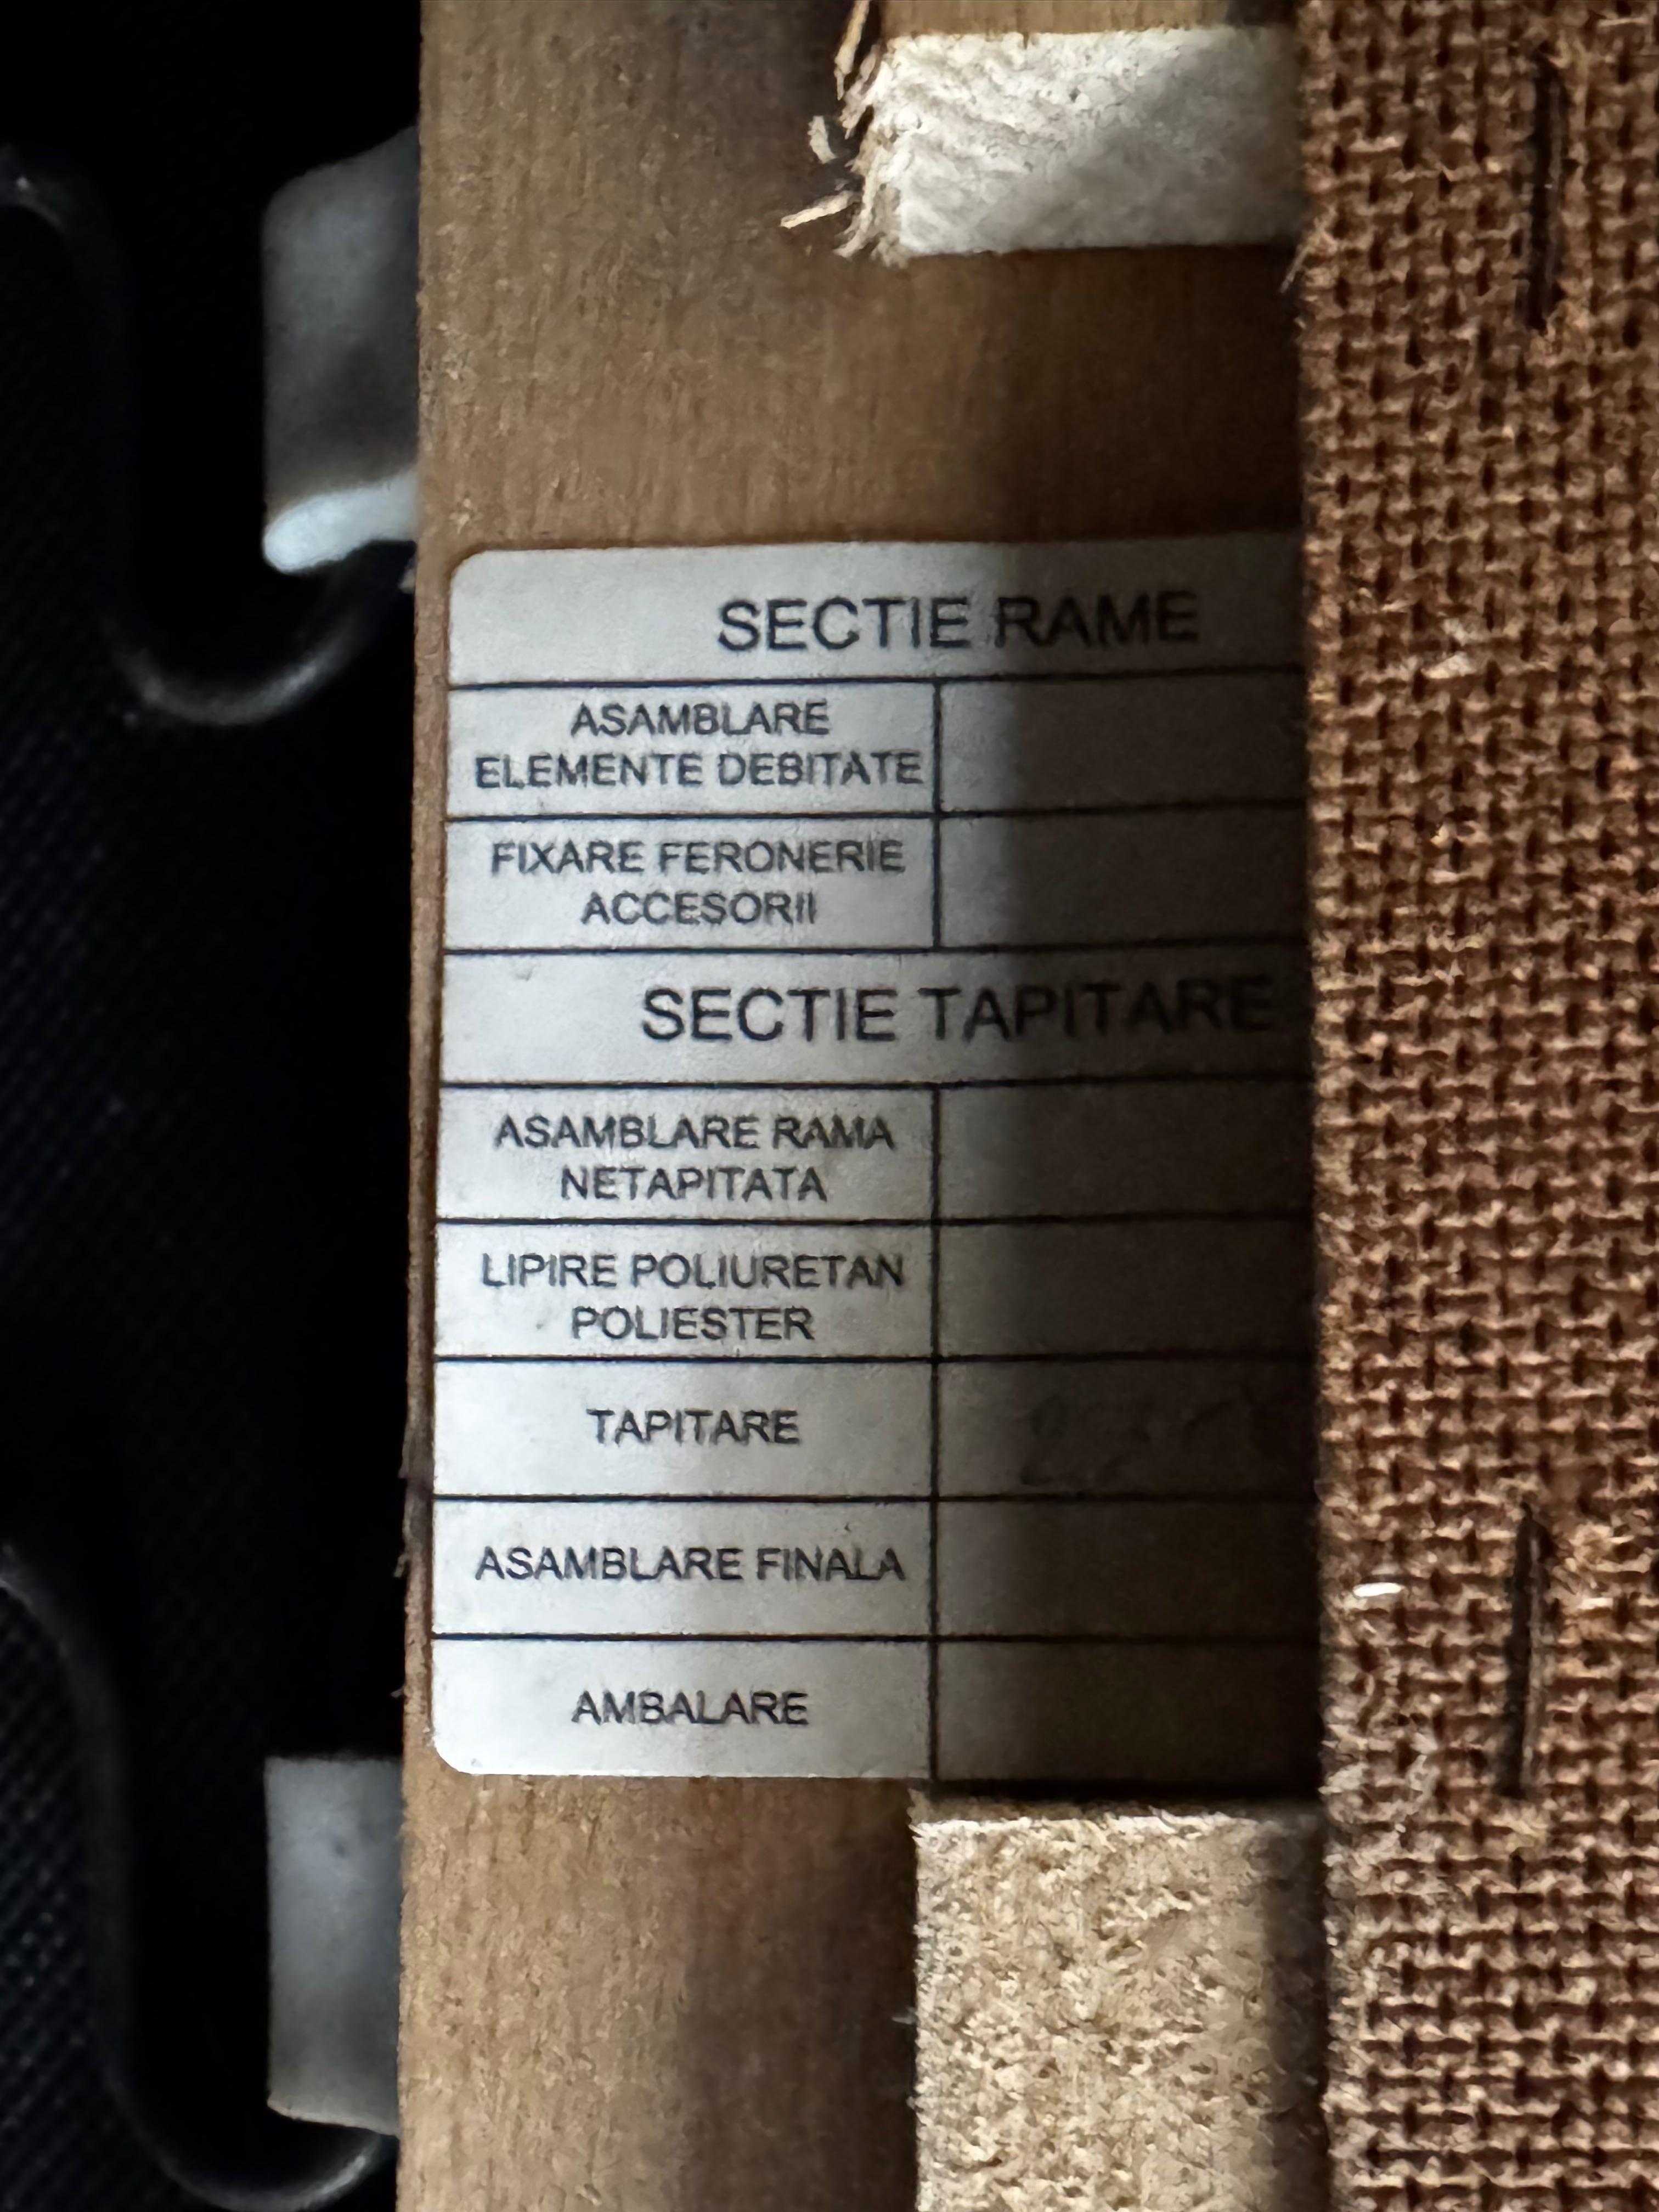 SECTIE RAME
ASAMBLARE
ELEMENTE DEBITATE
FIXARE FERONERIE
ACCESORII
SECTIE TAPITARE
ASAMBLARE RAMA
NETAPITATA
LIPIRE POLIURETAN
POLIESTER
TAPITARE
ASAMBLARE FINALA
AMBALARE